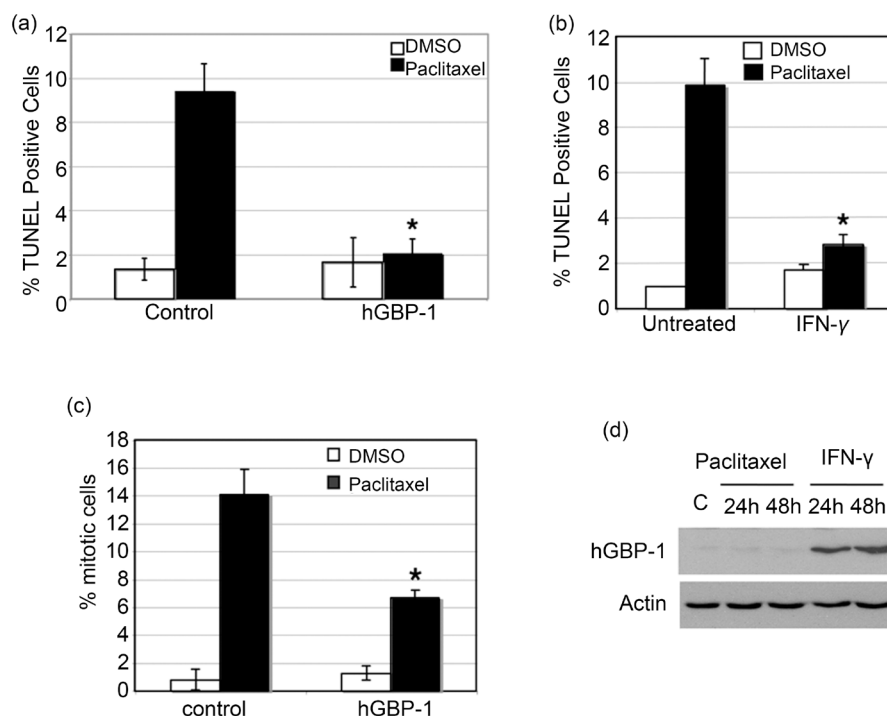 (a)
% TUNEL Positive Cells
12
10
8
6
4
2
0
DMSO
Paclitaxel
*
Control hGBP-1
(b)
% TUNEL Positive Cells
12
10
8
6
4
2
0
DMSO
Paclitaxel
*
Untreated IFN-γ
(c)
% mitotic cells
18
16
14
12
10
8
6
4
2
0
DMSO
Paclitaxel
*
control hGBP-1
(d)
Paclitaxel IFN-γ
C 24h 48h 24h 48h
hGBP-1
Actin